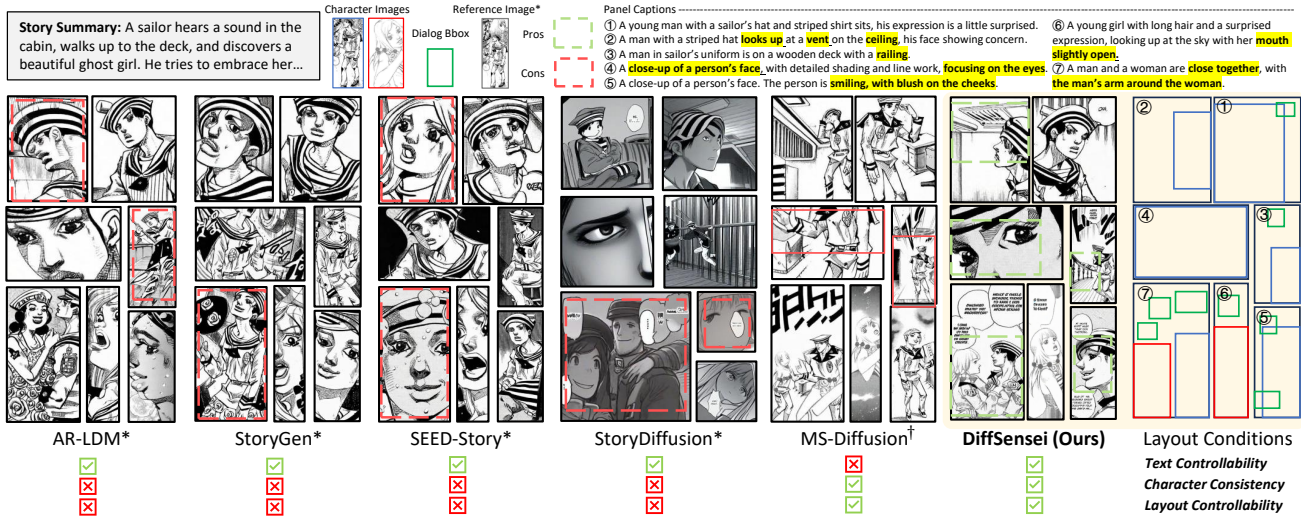 Story Summary: A sailor hears a sound in the
cabin, walks up to the deck, and discovers a
beautiful ghost girl. He tries to embrace her...
Character Images
Dialog Bbox
Reference Image*
Pros
Cons
Panel Captions
① A young man with a sailor's hat and striped shirt sits, his expression is a little surprised.
② A man with a striped hat looks up at a vent on the ceiling, his face showing concern.
③ A man in sailor's uniform is on a wooden deck with a railing.
④ A close-up of a person's face, with detailed shading and line work, focusing on the eyes.
⑤ A close-up of a person's face. The person is smiling, with blush on the cheeks.
⑥ A young girl with long hair and a surprised
expression, looking up at the sky with her mouth
slightly open.
⑦ A man and a woman are close together, with
the man's arm around the woman.
②
①
④
③
⑦
⑥
⑤
AR-LDM*
StoryGen*
SEED-Story*
StoryDiffusion*
MS-Diffusion†
DiffSensei (Ours)
Layout Conditions
Text Controllability
Character Consistency
Layout Controllability